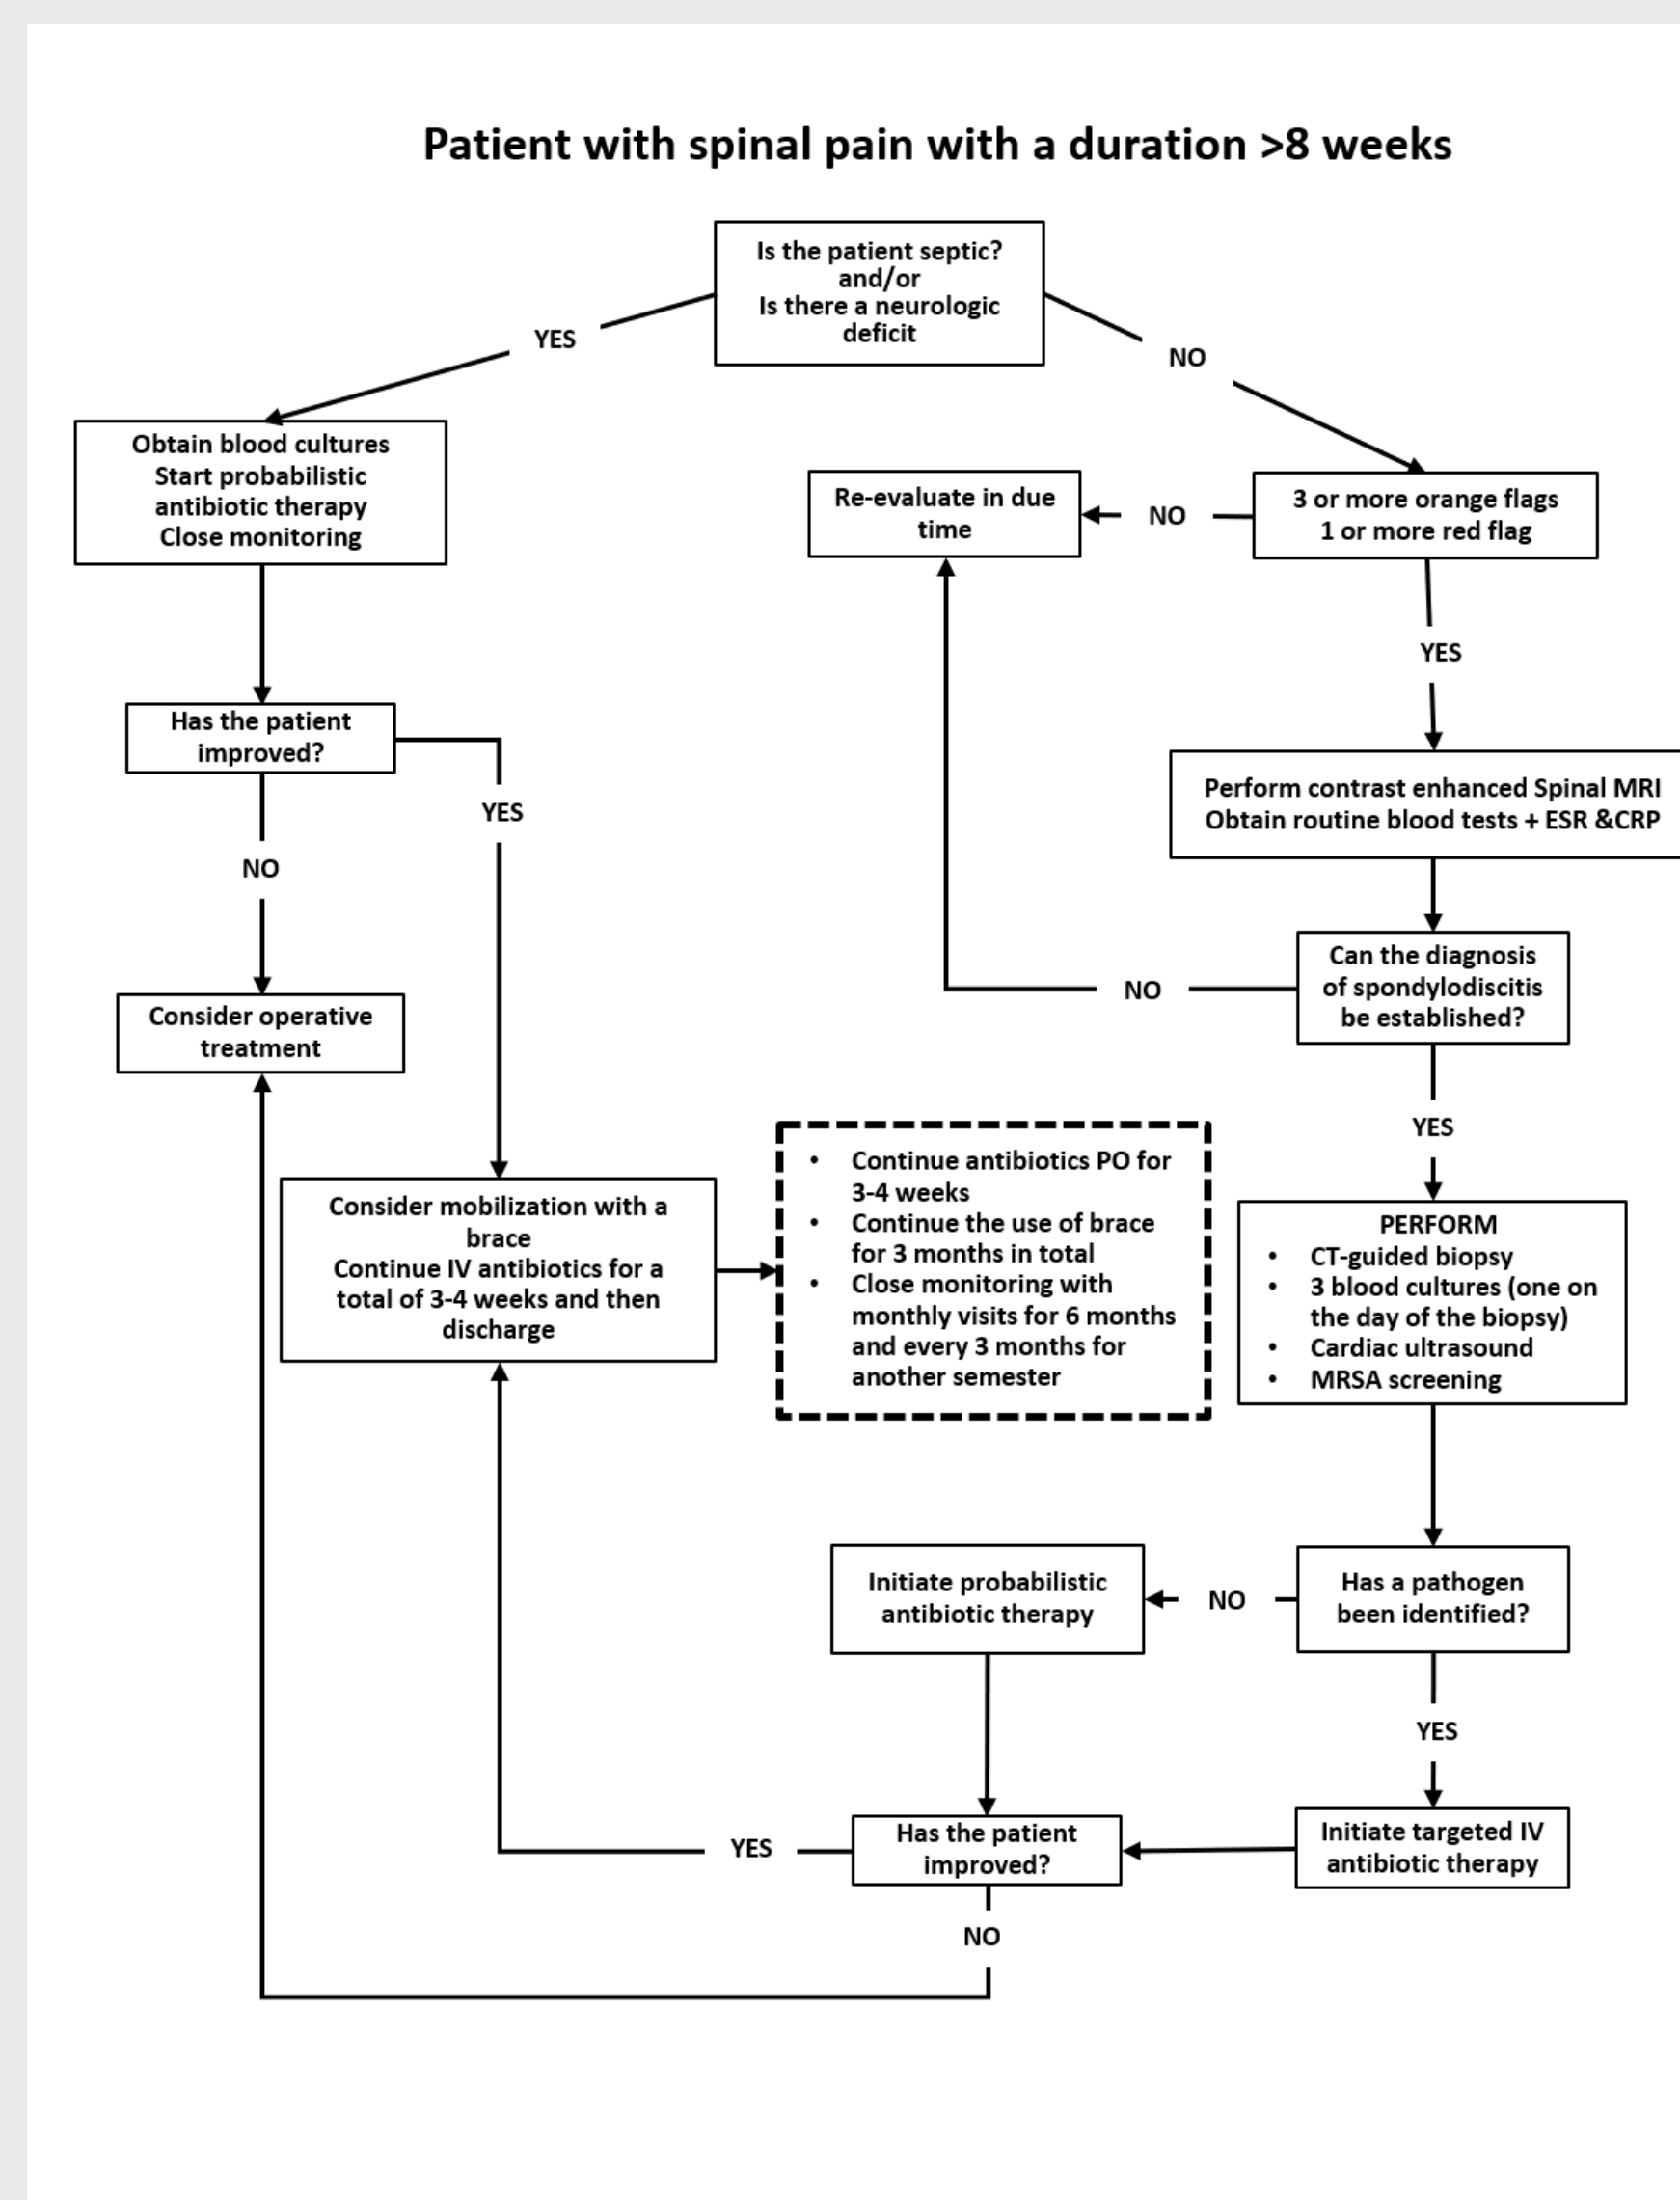 Patient with spinal pain with a duration >8 weeks
Is the patient septic?
and/or
Is there a neurologic
deficit
YES
NO
Obtain blood cultures
Start probabilistic
antibiotic therapy
Close monitoring
Re-evaluate in due
time
NO
3 or more orange flags
1 or more red flag
YES
Has the patient
improved?
YES
NO
Perform contrast enhanced Spinal MRI
Obtain routine blood tests + ESR &CRP
Consider operative
treatment
Can the diagnosis
of spondylodiscitis
be established?
NO
YES
Consider mobilization with a
brace
Continue IV antibiotics for a
total of 3-4 weeks and then
discharge
• Continue antibiotics PO for
3-4 weeks
• Continue the use of brace
for 3 months in total
• Close monitoring with
monthly visits for 6 months
and every 3 months for
another semester
PERFORM
• CT-guided biopsy
• 3 blood cultures (one on
the day of the biopsy)
• Cardiac ultrasound
• MRSA screening
Initiate probabilistic
antibiotic therapy
NO
Has a pathogen
been identified?
YES
YES
Has the patient
improved?
Initiate targeted IV
antibiotic therapy
NO